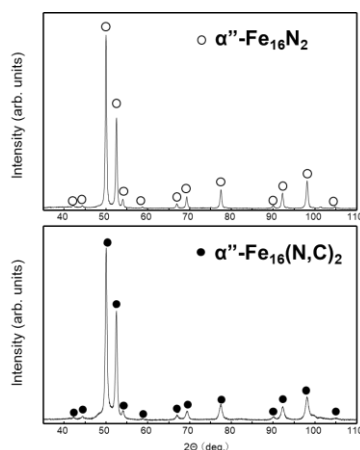 Intensity (arb. units)
○ α”-Fe16N2
40 50 60 70 80 90 100 110
Intensity (arb. units)
● α”-Fe16(N,C)2
40 50 60 70 80 90 100 110
2Θ (deg.)